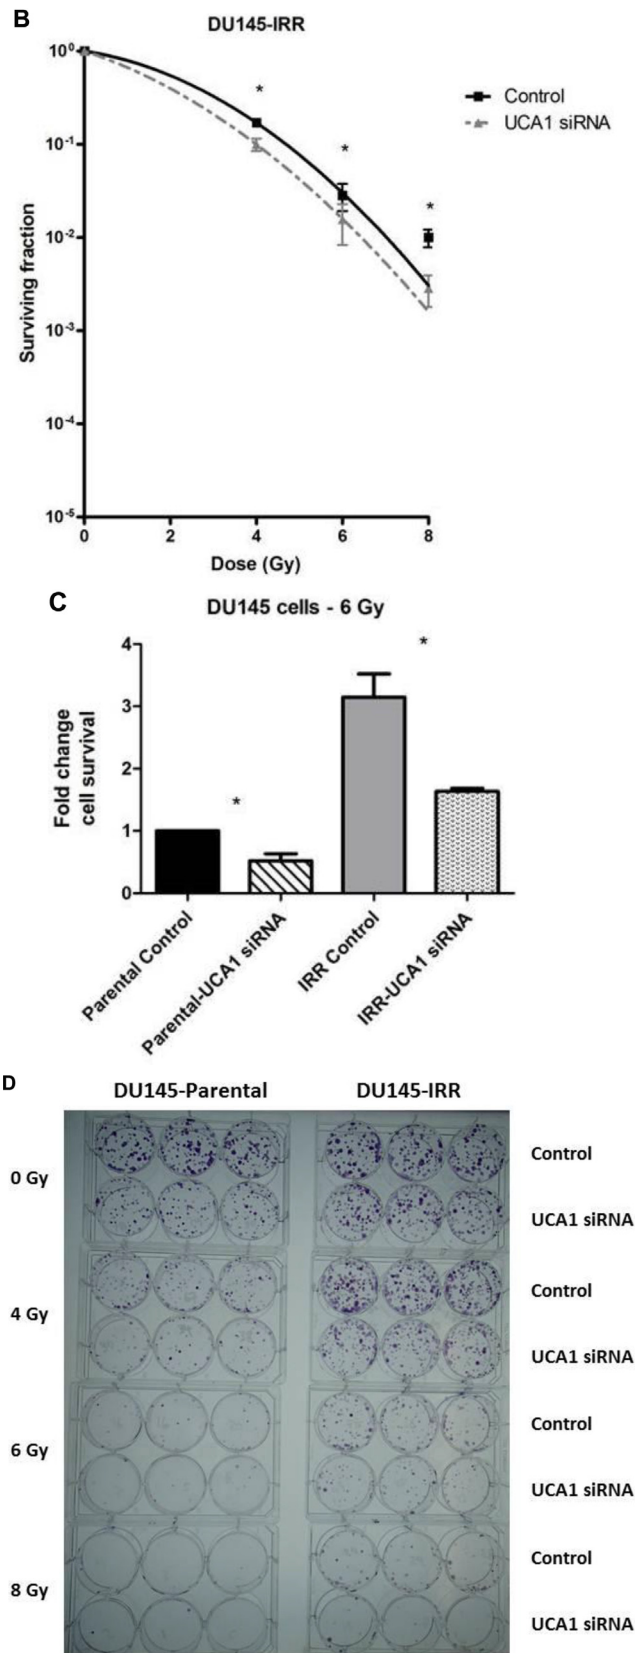 B
DU145-IRR
10⁰
10⁻¹
10⁻²
10⁻³
10⁻⁴
10⁻⁵
Surviving fraction
0 2 4 6 8
Dose (Gy)
* * *
Control
UCA1 siRNA
C
DU145 cells - 6 Gy
4
3
2
1
0
Fold change
cell survival
* *
Parental Control
Parental-UCA1 siRNA
IRR Control
IRR-UCA1 siRNA
D
DU145-Parental DU145-IRR
0 Gy
Control
UCA1 siRNA
4 Gy
Control
UCA1 siRNA
6 Gy
Control
UCA1 siRNA
8 Gy
Control
UCA1 siRNA